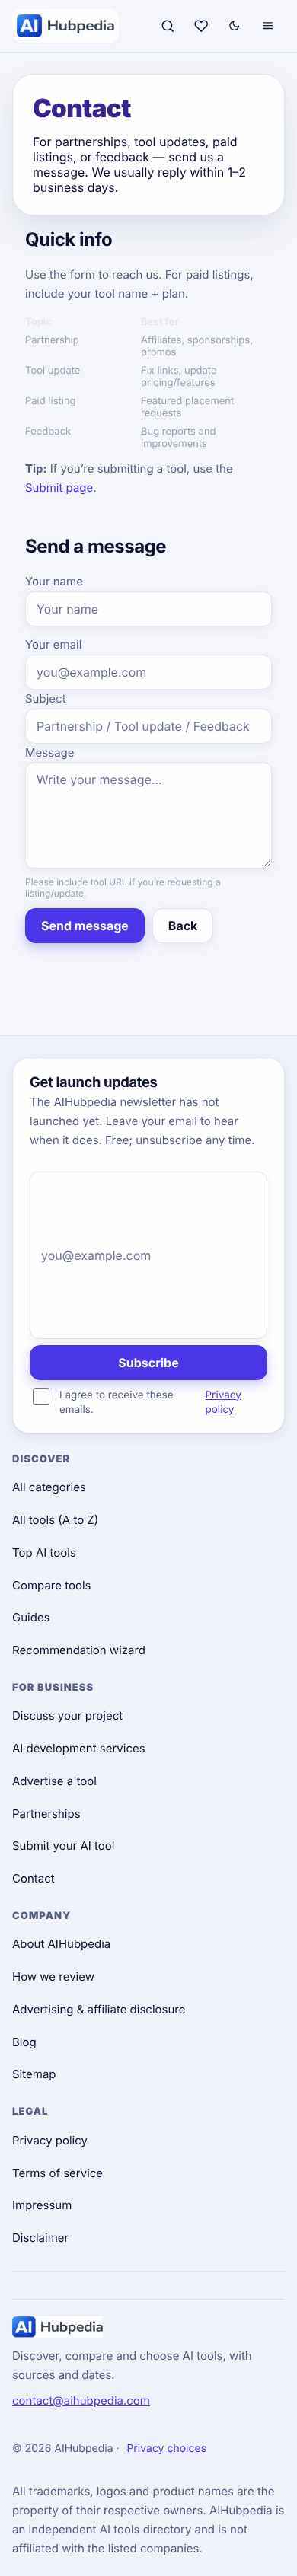 AI Hubpedia
Contact
For partnerships, tool updates, paid
listings, or feedback — send us a
message. We usually reply within 1–2
business days.
Quick info
Use the form to reach us. For paid listings,
include your tool name + plan.
Topic Best for
Partnership Affiliates, sponsorships,
promos
Tool update Fix links, update
pricing/features
Paid listing Featured placement
requests
Feedback Bug reports and
improvements
Tip: If you’re submitting a tool, use the
Submit page.
Send a message
Your name
Your name
Your email
you@example.com
Subject
Partnership / Tool update / Feedback
Message
Write your message...
Please include tool URL if you’re requesting a
listing/update.
Send message Back
Get launch updates
The AIHubpedia newsletter has not
launched yet. Leave your email to hear
when it does. Free; unsubscribe any time.
you@example.com
Subscribe
I agree to receive these Privacy
emails. policy
DISCOVER
All categories
All tools (A to Z)
Top AI tools
Compare tools
Guides
Recommendation wizard
FOR BUSINESS
Discuss your project
AI development services
Advertise a tool
Partnerships
Submit your AI tool
Contact
COMPANY
About AIHubpedia
How we review
Advertising & affiliate disclosure
Blog
Sitemap
LEGAL
Privacy policy
Terms of service
Impressum
Disclaimer
AI Hubpedia
Discover, compare and choose AI tools, with
sources and dates.
contact@aihubpedia.com
© 2026 AIHubpedia · Privacy choices
All trademarks, logos and product names are the
property of their respective owners. AIHubpedia is
an independent AI tools directory and is not
affiliated with the listed companies.